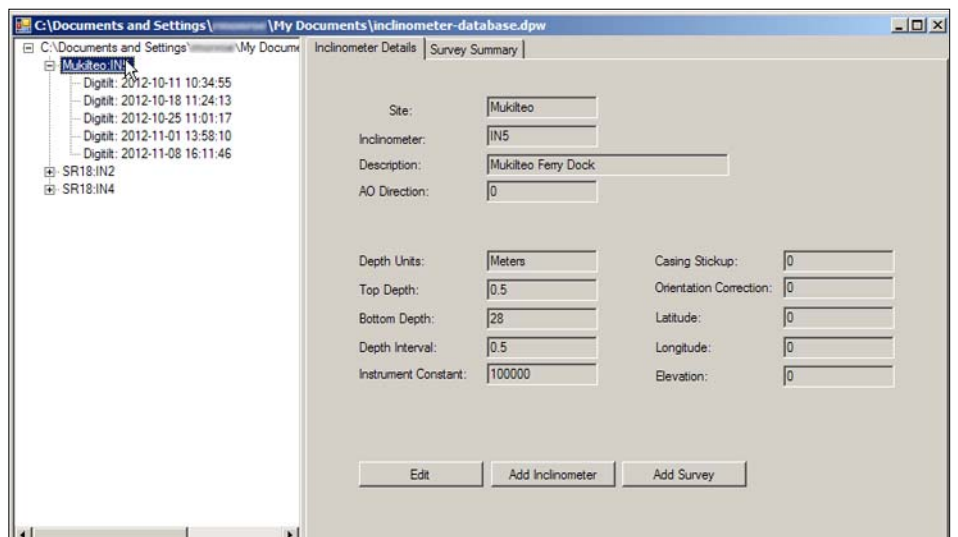 C:\Documents and Settings\ \My Documents\inclinometer-database.dpw
C:\Documents and Settings\ \My Docume
Mukilteo:IN5
Digitilt: 2012-10-11 10:34:55
Digitilt: 2012-10-18 11:24:13
Digitilt: 2012-10-25 11:01:17
Digitilt: 2012-11-01 13:58:10
Digitilt: 2012-11-08 16:11:46
SR18:IN2
SR18:IN4
Inclinometer Details Survey Summary
Site: Mukilteo
Inclinometer: IN5
Description: Mukilteo Ferry Dock
AO Direction: 0
Depth Units: Meters Casing Stickup: 0
Top Depth: 0.5 Orientation Correction: 0
Bottom Depth: 28 Latitude: 0
Depth Interval: 0.5 Longitude: 0
Instrument Constant: 100000 Elevation: 0
Edit Add Inclinometer Add Survey